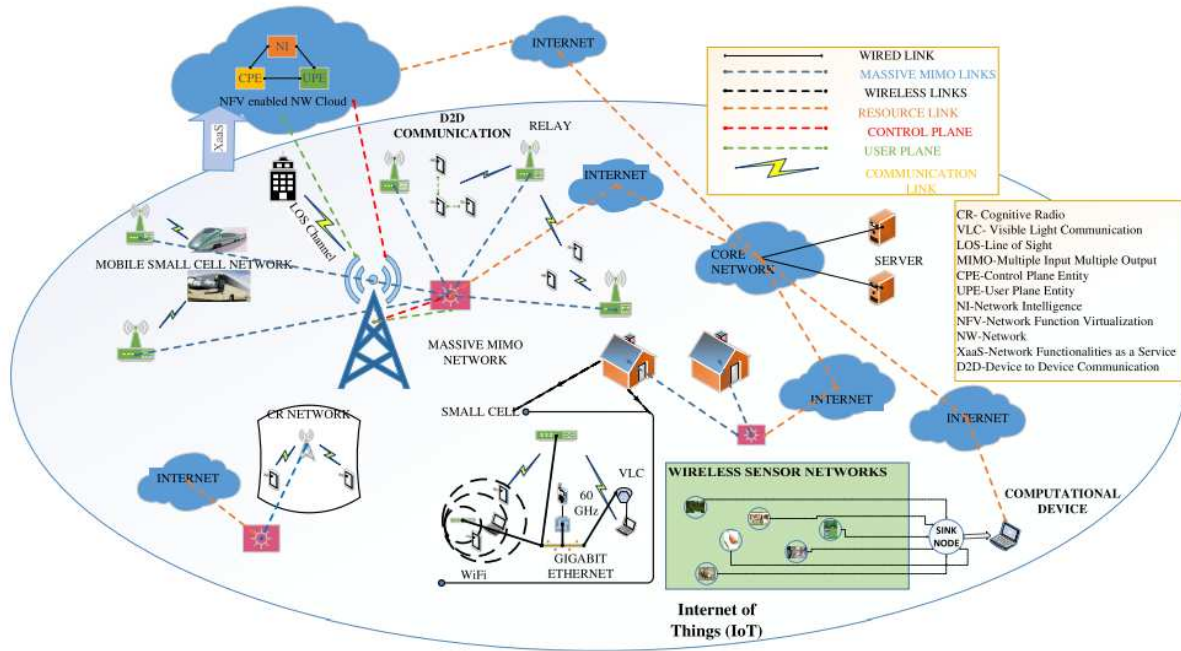 NI
CPE
UPE
NFV enabled NW Cloud
XaaS
INTERNET
WIRED LINK
MASSIVE MIMO LINKS
WIRELESS LINKS
RESOURCE LINK
CONTROL PLANE
USER PLANE
COMMUNICATION
LINK
D2D
COMMUNICATION
RELAY
INTERNET
LOS Channel
MOBILE SMALL CELL NETWORK
CORE
NETWORK
SERVER
CR- Cognitive Radio
VLC- Visible Light Communication
LOS-Line of Sight
MIMO-Multiple Input Multiple Output
CPE-Control Plane Entity
UPE-User Plane Entity
NI-Network Intelligence
NFV-Network Function Virtualization
NW-Network
XaaS-Network Functionalities as a Service
D2D-Device to Device Communication
MASSIVE MIMO
NETWORK
SMALL CELL
INTERNET
INTERNET
CR NETWORK
INTERNET
VLC
60
GHz
WiFi
GIGABIT
ETHERNET
WIRELESS SENSOR NETWORKS
SINK
NODE
COMPUTATIONAL
DEVICE
Internet of
Things (IoT)